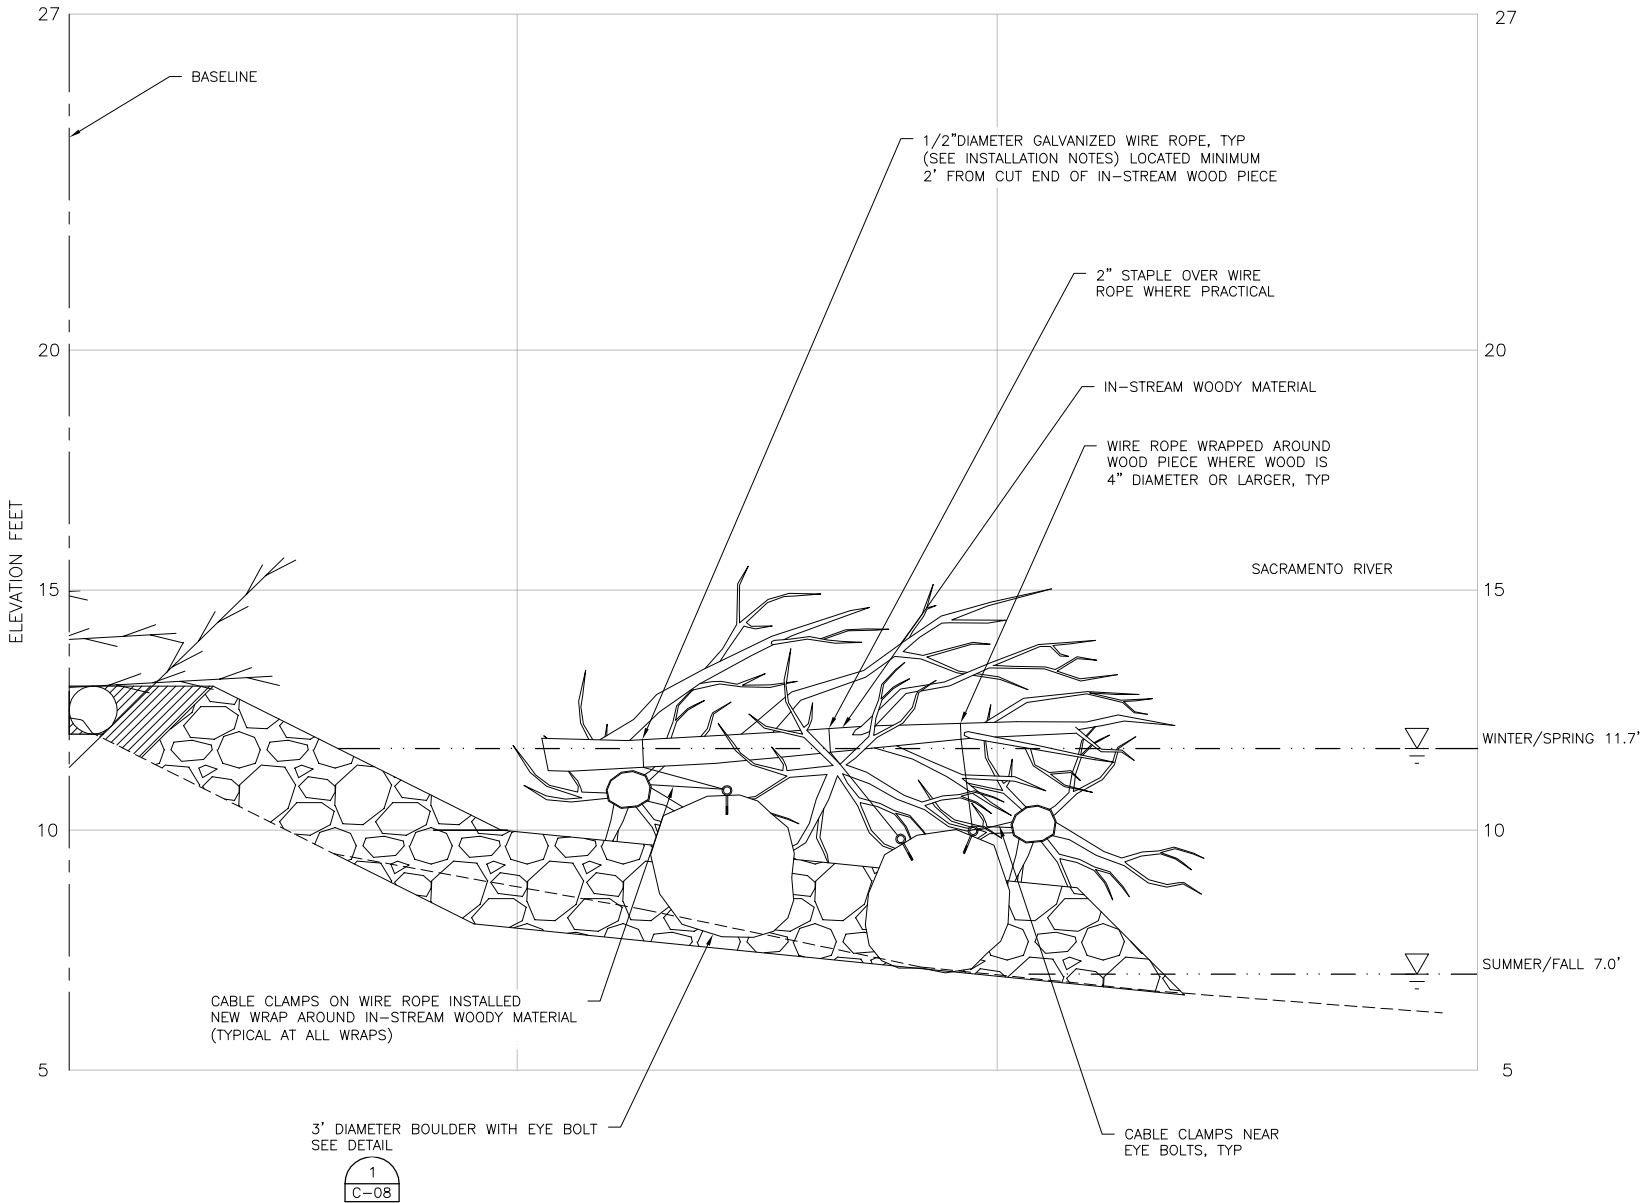 27
27
BASELINE
1/2"DIAMETER GALVANIZED WIRE ROPE, TYP
(SEE INSTALLATION NOTES) LOCATED MINIMUM
2' FROM CUT END OF IN-STREAM WOOD PIECE
2" STAPLE OVER WIRE
ROPE WHERE PRACTICAL
20
20
IN-STREAM WOODY MATERIAL
WIRE ROPE WRAPPED AROUND
WOOD PIECE WHERE WOOD IS
4" DIAMETER OR LARGER, TYP
ELEVATION FEET
SACRAMENTO RIVER
15
15
WINTER/SPRING 11.7'
10
10
SUMMER/FALL 7.0'
CABLE CLAMPS ON WIRE ROPE INSTALLED
NEW WRAP AROUND IN-STREAM WOODY MATERIAL
(TYPICAL AT ALL WRAPS)
5
5
3' DIAMETER BOULDER WITH EYE BOLT
SEE DETAIL
1
C-08
CABLE CLAMPS NEAR
EYE BOLTS, TYP